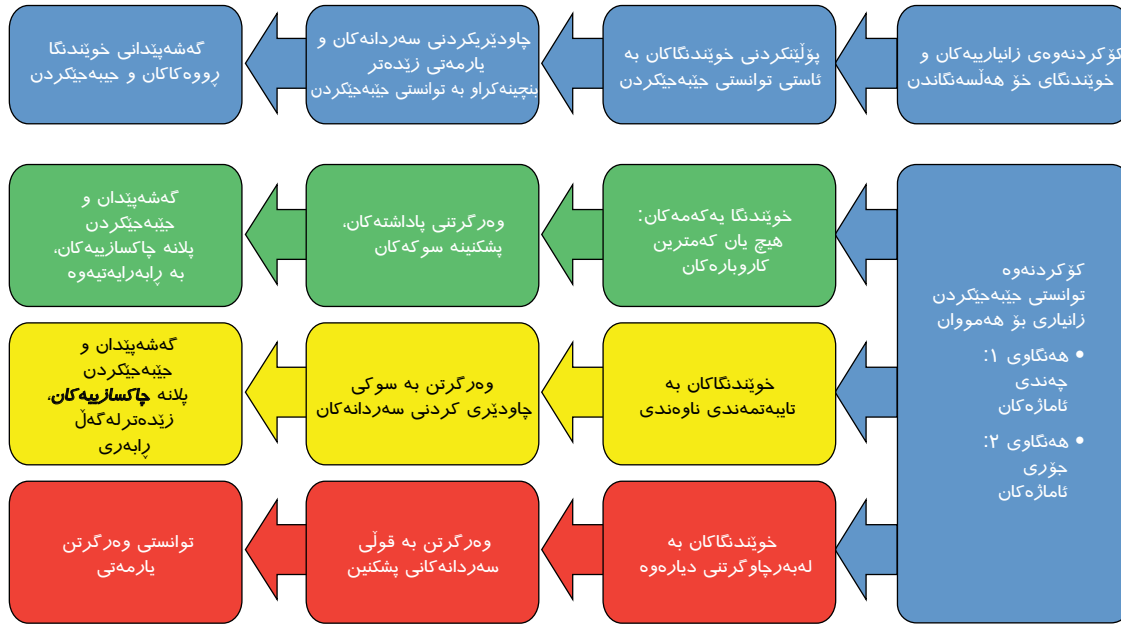 کۆکردنەوەی زانیارییەکان و
خوێندنگای خۆ هەڵسەنگاندن
پۆڵێنکردنی خوێندنگاکان بە
ئاستی توانستی جێبەجێکردن
چاودێریکردنی سەردانەکان و
یارمەتی زێدەتر
بنچینەکراو بە توانستی جێبەجێکردن
گەشەپێدانی خوێندنگا
ڕووەکاکان و جیبەجێکردن
کۆکردنەوە
توانستی جێبەجێکردن
زانیاری بۆ هەمووان
• هەنگاوی ١:
چەندی
ئاماژەکان
• هەنگاوی ٢:
جۆری
ئاماژەکان
خوێندنگا یەکەمەکان:
هیچ یان کەمترین
کاروبارەکان
وەرگرتنی پاداشتەکان،
پشکنینە سوکەکان
گەشەپێدان و
جێبەجێکردن
پلانە چاکسازییەکان،
بە ڕابەرایەتیەوە
خوێندنگاکان بە
تایبەتمەندی ناوەندی
وەرگرتن بە سوکی
چاودێری کردنی سەردانەکان
گەشەپێدان و
جێبەجێکردن
پلانە چاکسازییەکان،
زێدەترلەگەڵ
ڕابەری
خوێندنگاکان بە
لەبەرچاوگرتنی دیارەوە
وەرگرتن بە قوڵی
سەردانەکانی پشکنین
توانستی وەرگرتن
یارمەتی